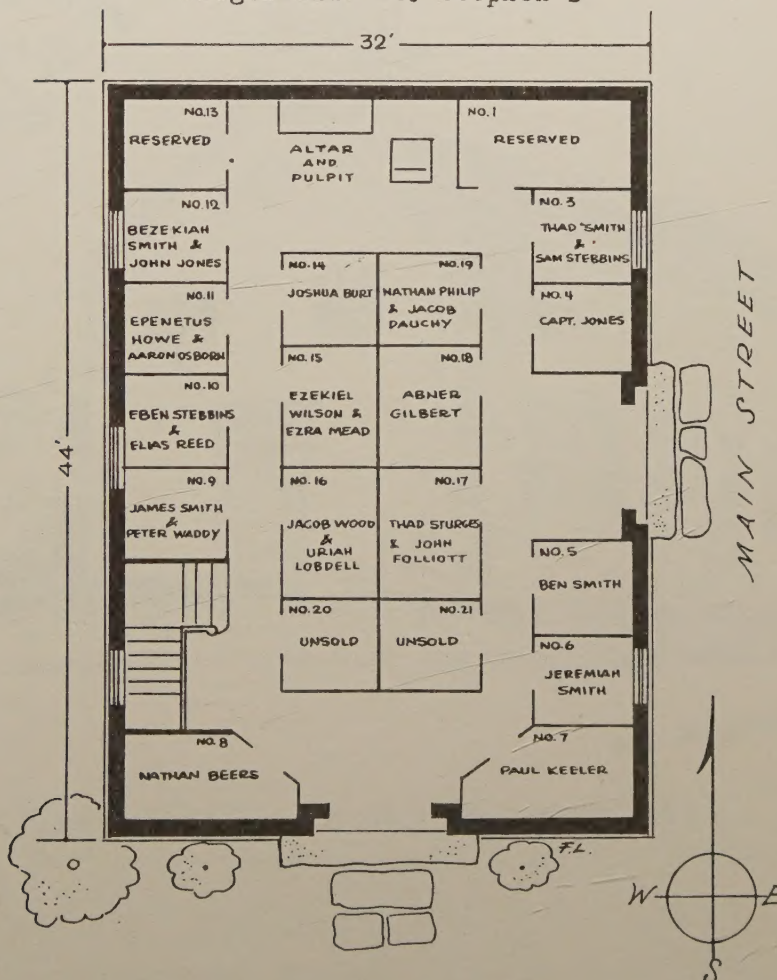 32'
44'
NO.13
RESERVED
ALTAR
AND
PULPIT
NO.1
RESERVED
NO.12
BEZEKIAH
SMITH &
JOHN JONES
NO.3
THAD SMITH
&
SAM STEBBINS
NO.14
JOSHUA BURT
NO.19
NATHAN PHILIP
& JACOB
DAUCHY
NO.11
EPENETUS
HOWE &
AARON OSBORN
NO.4
CAPT. JONES
NO.15
EZEKIEL
WILSON &
EZRA MEAD
NO.18
ABNER
GILBERT
NO.10
EBEN STEBBINS
&
ELIAS REED
NO.9
JAMES SMITH
&
PETER WADDY
NO.16
JACOB WOOD
&
URIAH
LOBDELL
NO.17
THAD STURGES
& JOHN
FOLLIOTT
NO.5
BEN SMITH
NO.20
UNSOLD
NO.21
UNSOLD
NO.6
JEREMIAH
SMITH
NO.8
NATHAN BEERS
NO.7
PAUL KEELER
MAIN STREET
F.L.
W
E
S